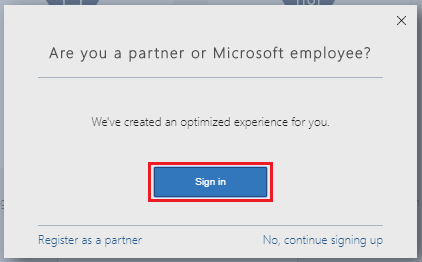 Are you a partner or Microsoft employee?
We've created an optimized experience for you.
Sign in
Register as a partner
No, continue signing up